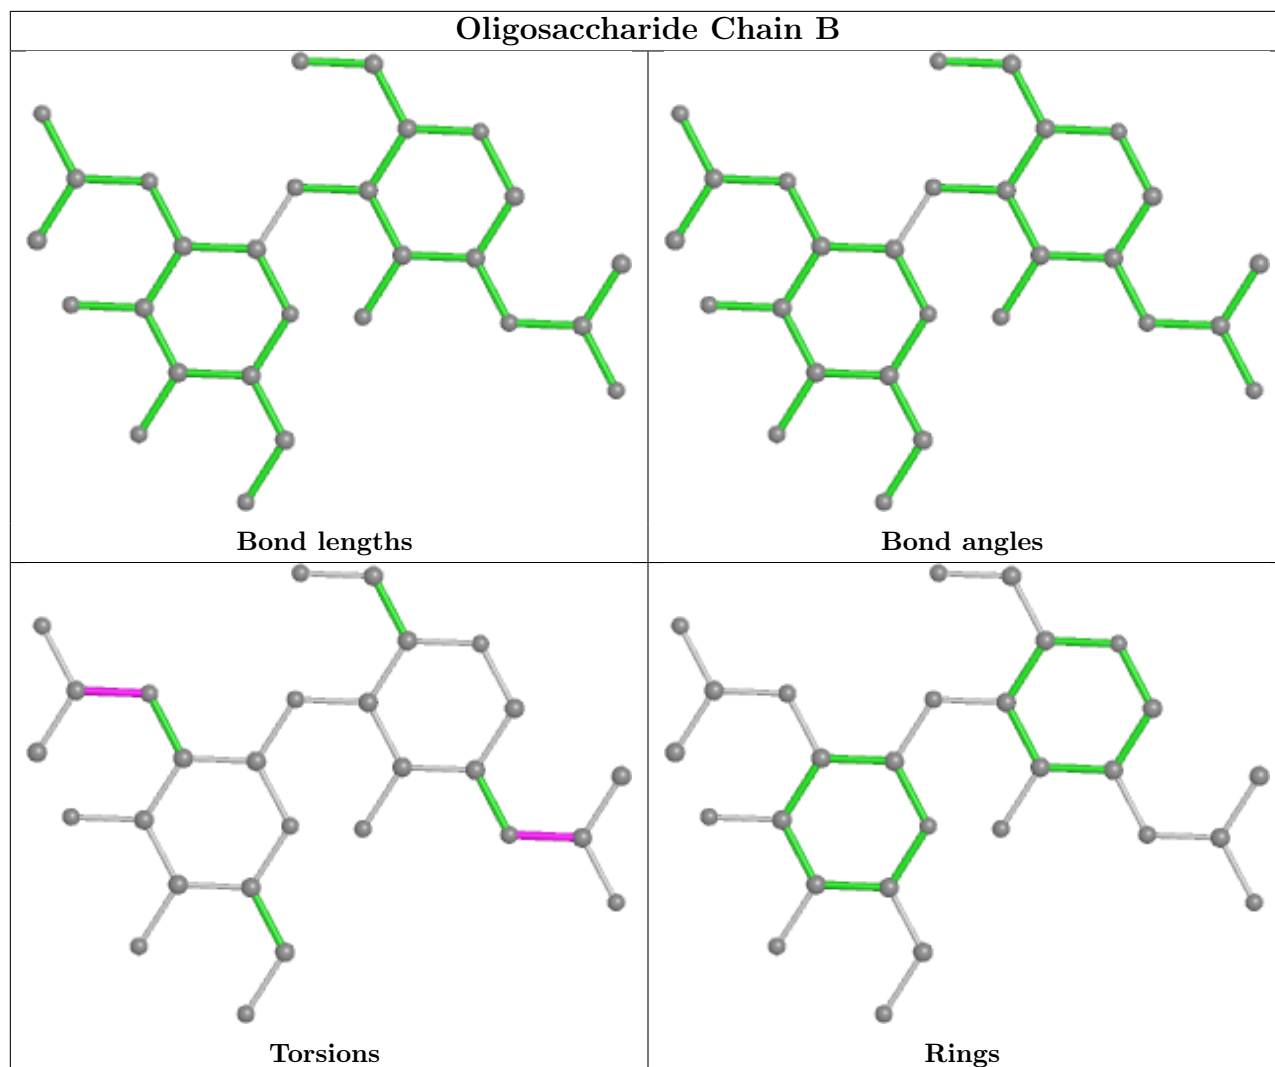 Oligosaccharide Chain B
Bond lengths
Bond angles
Torsions
Rings